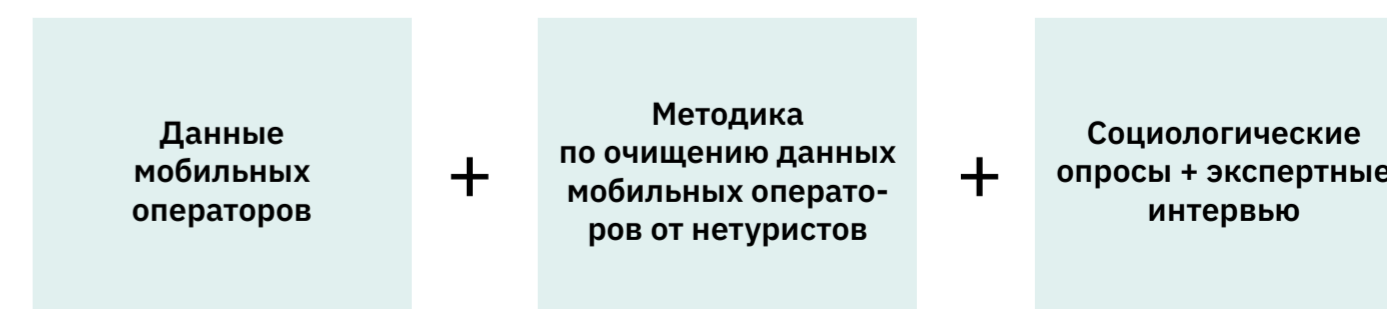 Данные
мобильных
операторов
+
Методика
по очищению данных
мобильных операто-
ров от нетуристов
+
Социологические
опросы + экспертные
интервью